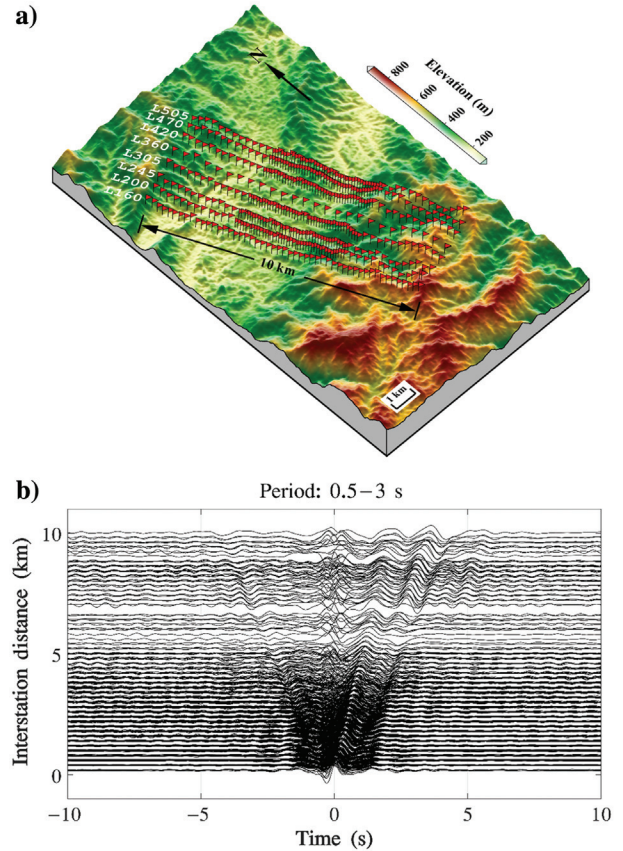 a)
N
Elevation (m)
800
600
400
200
L505
L470
L420
L360
L305
L245
L200
L160
10 km
1 km
b)
Period: 0.5−3 s
Interstation distance (km)
10
5
0
−10
−5
0
5
10
Time (s)